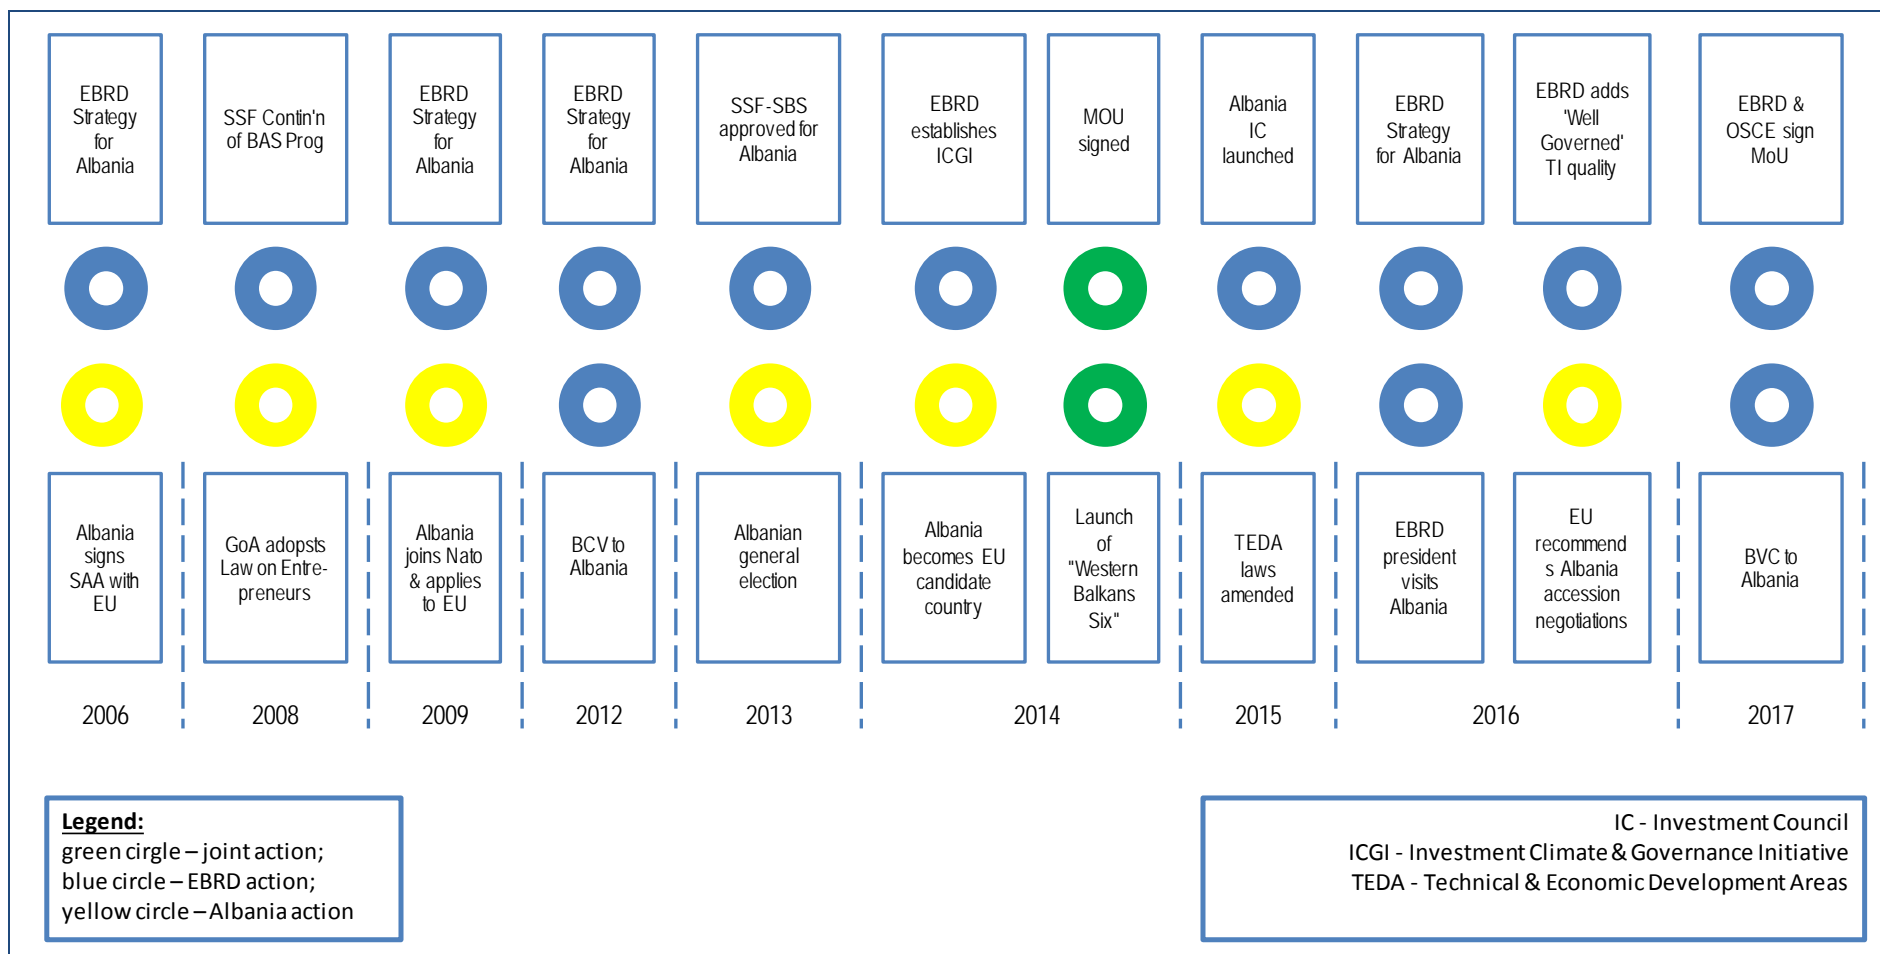 EBRD
Strategy
for
Albania
SSF Contin'n
of BAS Prog
EBRD
Strategy
for
Albania
EBRD
Strategy
for
Albania
SSF-SBS
approved for
Albania
EBRD
establishes
ICGI
MOU
signed
Albania
IC
launched
EBRD
Strategy
for Albania
EBRD adds
'Well
Governed'
TI quality
EBRD &
OSCE sign
MoU
Albania
signs
SAA with
EU
GoA adopsts
Law on Entre-
preneurs
Albania
joins Nato
& applies
to EU
BCV to
Albania
Albanian
general
election
Albania
becomes EU
candidate
country
Launch
of
"Western
Balkans
Six"
TEDA
laws
amended
EBRD
president
visits
Albania
EU
recommend
s Albania
accession
negotiations
BVC to
Albania
2006
2008
2009
2012
2013
2014
2015
2016
2017
Legend:
green cirgle – joint action;
blue circle – EBRD action;
yellow circle – Albania action
IC - Investment Council
ICGI - Investment Climate & Governance Initiative
TEDA - Technical & Economic Development Areas